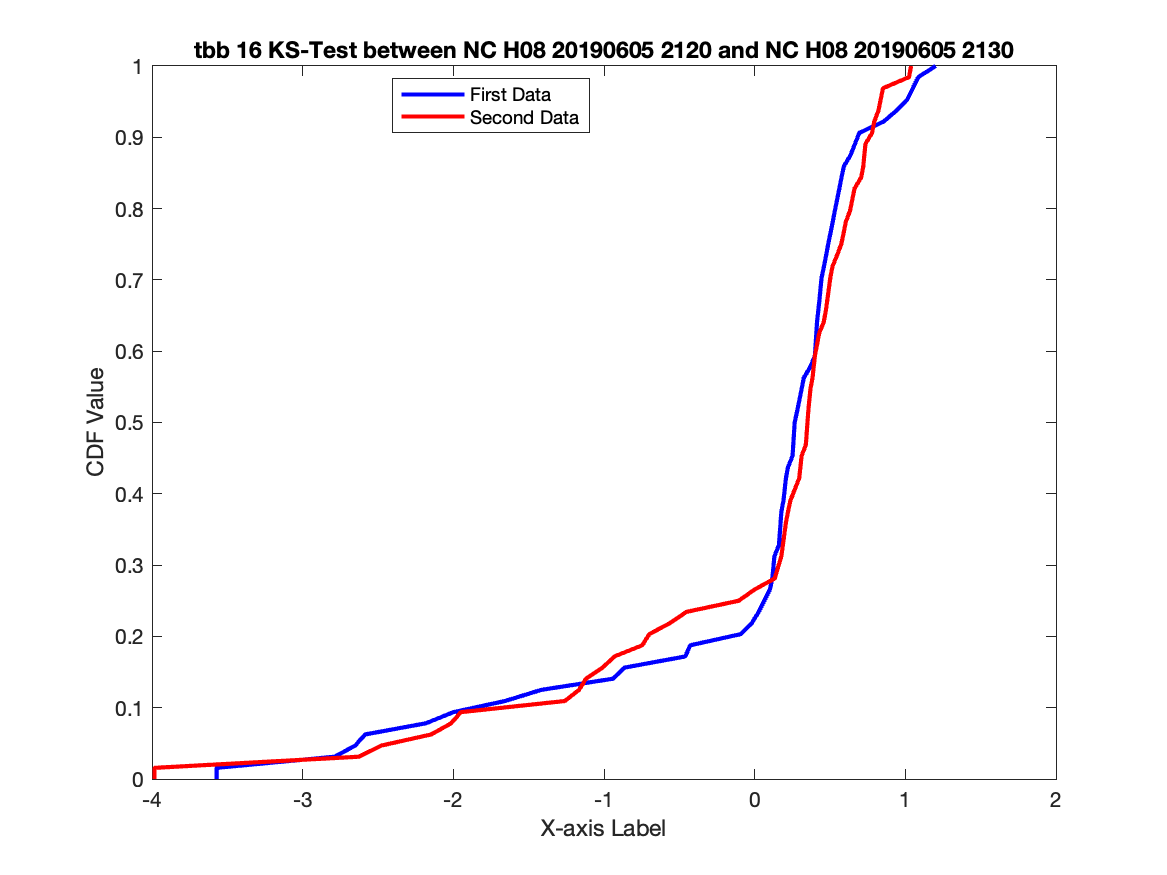 tbb 16 KS-Test between NC H08 20190605 2120 and NC H08 20190605 2130
First Data
Second Data
CDF Value
1
0.9
0.8
0.7
0.6
0.5
0.4
0.3
0.2
0.1
0
-4 -3 -2 -1 0 1 2
X-axis Label